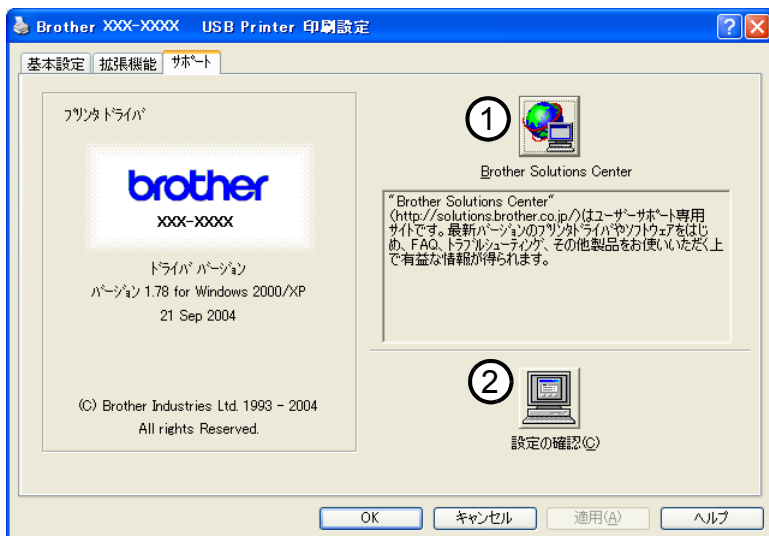 Brother XXX-XXXX USB Printer 印刷設定
基本設定 拡張機能 サポート
プリンタ ドライバ
brother
XXX-XXXX
ドライバ バージョン
バージョン 1.78 for Windows 2000/XP
21 Sep 2004
(C) Brother Industries Ltd. 1993 - 2004
All rights Reserved.
①
Brother Solutions Center
"Brother Solutions Center"
(http://solutions.brother.co.jp/)はユーザーサポート専用
サイトです。最新バージョンのプリンタドライバやソフトウェアをはじ
め、FAQ、トラブルシューティング、その他製品をお使いいただく上
で有益な情報が得られます。
②
設定の確認(C)
OK キャンセル 適用(A) ヘルプ